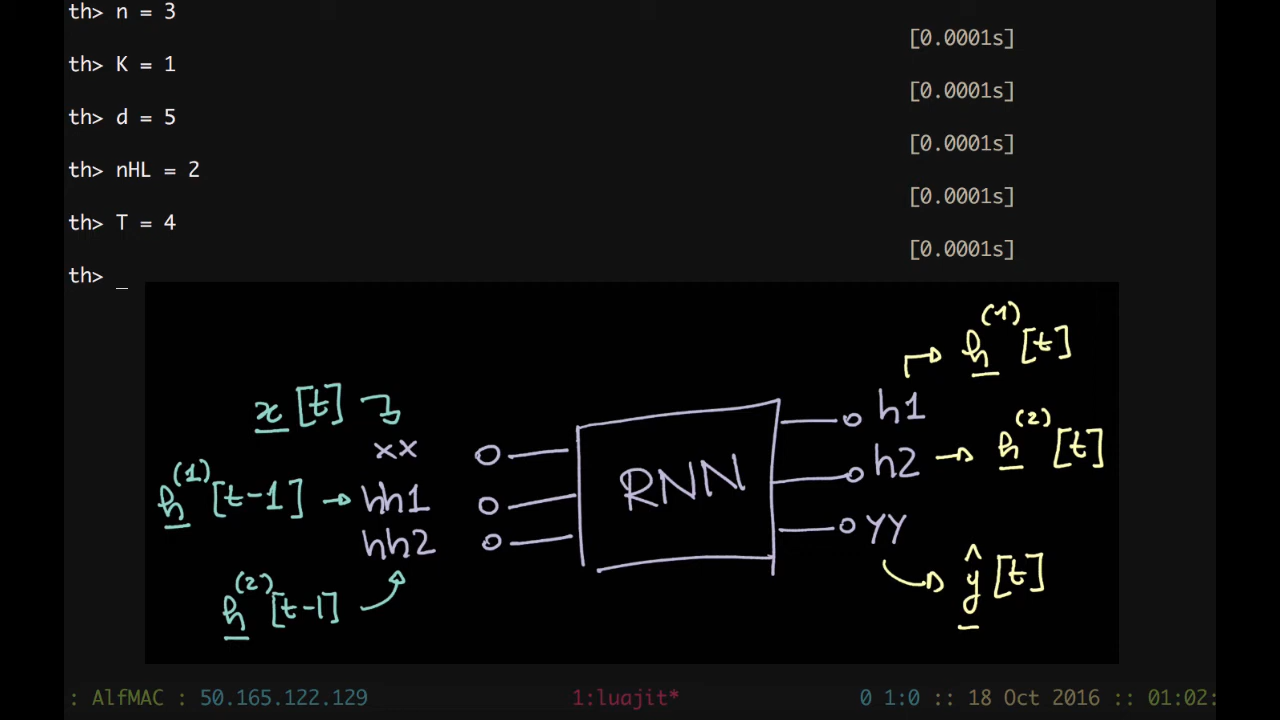 th> n = 3
[0.0001s]
th> K = 1
[0.0001s]
th> d = 5
[0.0001s]
th> nHL = 2
[0.0001s]
th> T = 4
[0.0001s]
th> _
h^(1)[t]
x[t]
h1
xx
h^(2)[t]
h2
RNN
h^(1)[t-1]
hh1
hh2
yy
ŷ[t]
h^(2)[t-1]
: AlfMAC : 50.165.122.129 1:luajit* 0 1:0 :: 18 Oct 2016 :: 01:02: